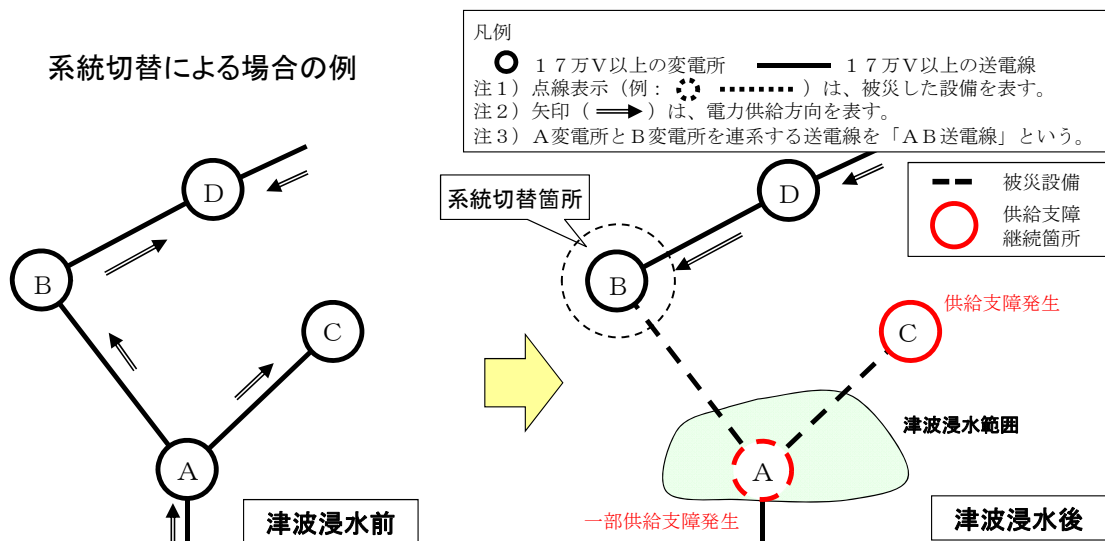 系統切替による場合の例
凡例
17万V以上の変電所 17万V以上の送電線
注1)点線表示(例: )は、被災した設備を表す。
注2)矢印( )は、電力供給方向を表す。
注3)A変電所とB変電所を連系する送電線を「AB送電線」という。
D
B
C
A
津波浸水前
系統切替箇所
D
B
被災設備
供給支障
継続箇所
供給支障発生
C
津波浸水範囲
A
一部供給支障発生
津波浸水後